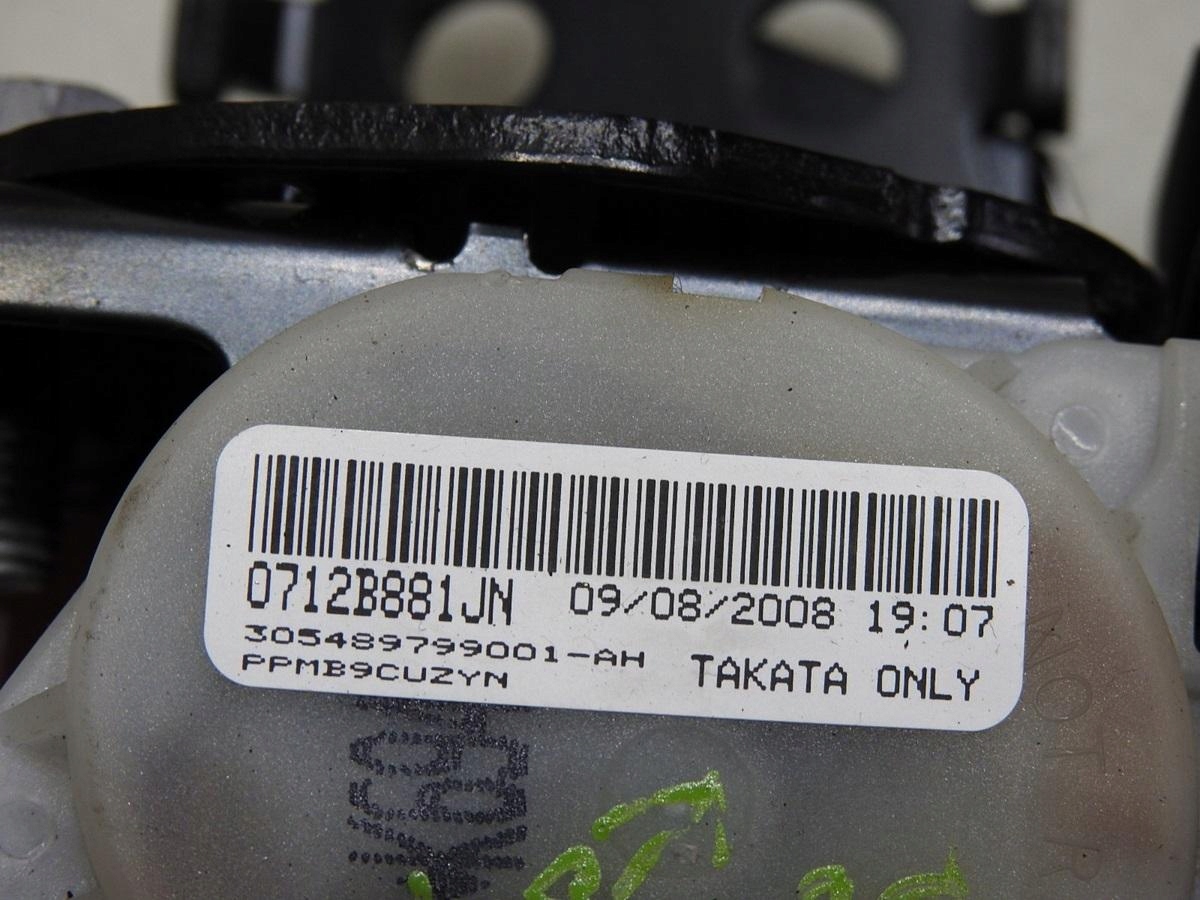 0712B881JN 09/08/2008 19:07
305489799001-AH
PPMB9CUZYN TAKATA ONLY